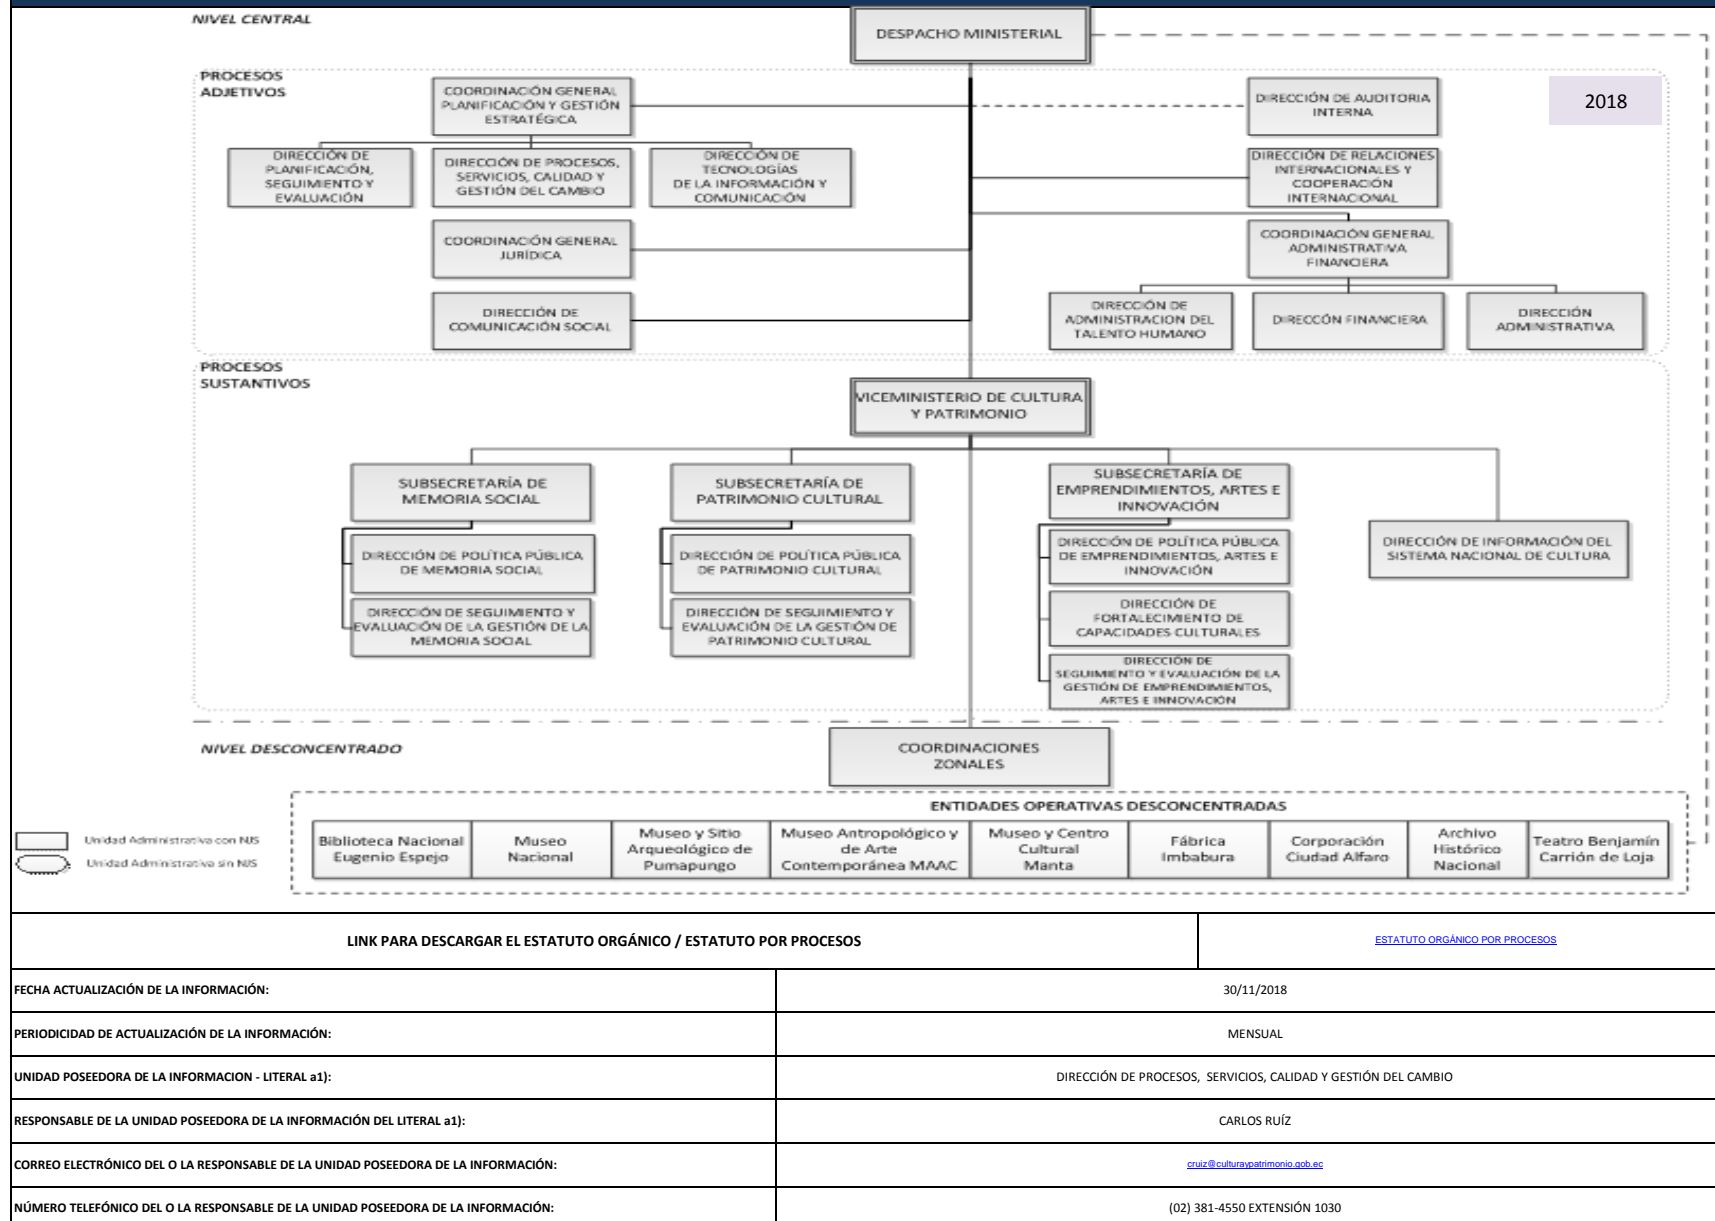 NIVEL CENTRAL
DESPACHO MINISTERIAL
PROCESOS
ADJETIVOS
COORDINACIÓN GENERAL
PLANIFICACIÓN Y GESTIÓN
ESTRATÉGICA
DIRECCIÓN DE AUDITORIA
INTERNA
2018
DIRECCIÓN DE
PLANIFICACIÓN,
SEGUIMIENTO Y
EVALUACIÓN
DIRECCIÓN DE PROCESOS,
SERVICIOS, CALIDAD Y
GESTIÓN DEL CAMBIO
DIRECCIÓN DE
TECNOLOGÍAS
DE LA INFORMACIÓN Y
COMUNICACIÓN
DIRECCIÓN DE RELACIONES
INTERNACIONALES Y
COOPERACIÓN
INTERNACIONAL
COORDINACIÓN GENERAL
JURÍDICA
COORDINACIÓN GENERAL
ADMINISTRATIVA
FINANCIERA
DIRECCIÓN DE
COMUNICACIÓN SOCIAL
DIRECCIÓN DE
ADMINISTRACION DEL
TALENTO HUMANO
DIRECCÓN FINANCIERA
DIRECCIÓN
ADMINISTRATIVA
PROCESOS
SUSTANTIVOS
VICEMINISTERIO DE CULTURA
Y PATRIMONIO
SUBSECRETARÍA DE
MEMORIA SOCIAL
SUBSECRETARÍA DE
PATRIMONIO CULTURAL
SUBSECRETARÍA DE
EMPRENDIMIENTOS, ARTES E
INNOVACIÓN
DIRECCIÓN DE INFORMACIÓN DEL
SISTEMA NACIONAL DE CULTURA
DIRECCIÓN DE POLÍTICA PÚBLICA
DE MEMORIA SOCIAL
DIRECCIÓN DE POLÍTICA PÚBLICA
DE PATRIMONIO CULTURAL
DIRECCIÓN DE POLÍTICA PÚBLICA
DE EMPRENDIMIENTOS, ARTES E
INNOVACIÓN
DIRECCIÓN DE SEGUIMIENTO Y
EVALUACIÓN DE LA GESTIÓN DE LA
MEMORIA SOCIAL
DIRECCIÓN DE SEGUIMIENTO Y
EVALUACIÓN DE LA GESTIÓN DE
PATRIMONIO CULTURAL
DIRECCIÓN DE
FORTALECIMIENTO DE
CAPACIDADES CULTURALES
DIRECCIÓN DE
SEGUIMIENTO Y EVALUACIÓN DE LA
GESTIÓN DE EMPRENDIMIENTOS,
ARTES E INNOVACIÓN
NIVEL DESCONCENTRADO
COORDINACIONES
ZONALES
ENTIDADES OPERATIVAS DESCONCENTRADAS
Unidad Administrativa con NJS
Unidad Administrativa sin NJS
Biblioteca Nacional
Eugenio Espejo
Museo
Nacional
Museo y Sitio
Arqueológico de
Pumapungo
Museo Antropológico y
de Arte
Contemporánea MAAC
Museo y Centro
Cultural
Manta
Fábrica
Imbabura
Corporación
Ciudad Alfaro
Archivo
Histórico
Nacional
Teatro Benjamín
Carrión de Loja
LINK PARA DESCARGAR EL ESTATUTO ORGÁNICO / ESTATUTO POR PROCESOS
ESTATUTO ORGÁNICO POR PROCESOS
FECHA ACTUALIZACIÓN DE LA INFORMACIÓN:
30/11/2018
PERIODICIDAD DE ACTUALIZACIÓN DE LA INFORMACIÓN:
MENSUAL
UNIDAD POSEEDORA DE LA INFORMACION - LITERAL a1):
DIRECCIÓN DE PROCESOS, SERVICIOS, CALIDAD Y GESTIÓN DEL CAMBIO
RESPONSABLE DE LA UNIDAD POSEEDORA DE LA INFORMACIÓN DEL LITERAL a1):
CARLOS RUÍZ
CORREO ELECTRÓNICO DEL O LA RESPONSABLE DE LA UNIDAD POSEEDORA DE LA INFORMACIÓN:
cruiz@culturaypatrimonio.gob.ec
NÚMERO TELEFÓNICO DEL O LA RESPONSABLE DE LA UNIDAD POSEEDORA DE LA INFORMACIÓN:
(02) 381-4550 EXTENSIÓN 1030